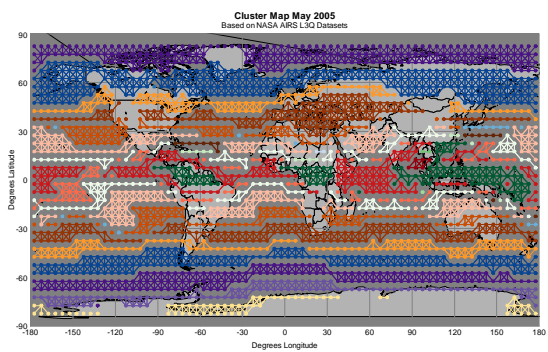 Cluster Map May 2005
Based on NASA AIRS L3Q Datasets
90
60
30
0
-30
-60
-90
Degrees Latitude
-180 -150 -120 -90 -60 -30 0 30 60 90 120 150 180
Degrees Longitude